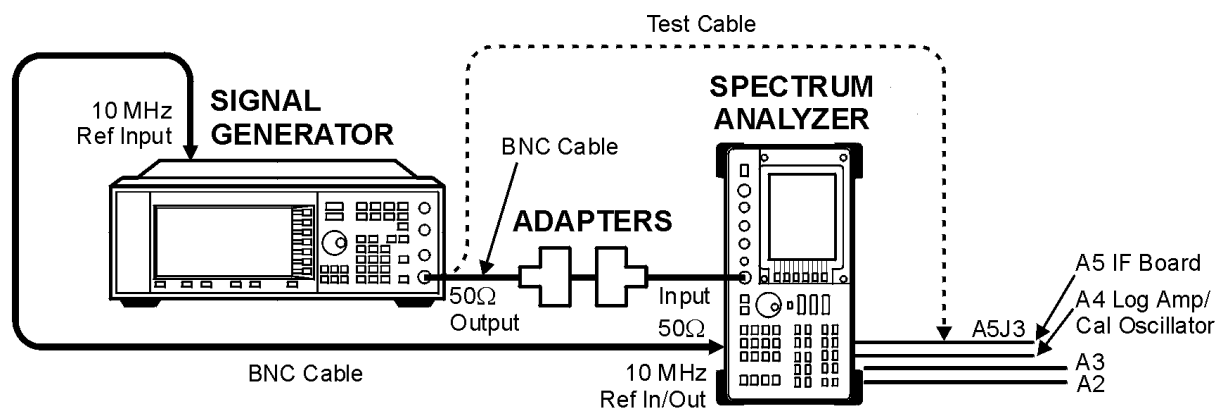 Test Cable
10 MHz
Ref Input
SIGNAL
GENERATOR
SPECTRUM
ANALYZER
BNC Cable
ADAPTERS
50Ω
Output
Input
50Ω
A5 IF Board
A4 Log Amp/
Cal Oscillator
A5J3
A3
A2
BNC Cable
10 MHz
Ref In/Out